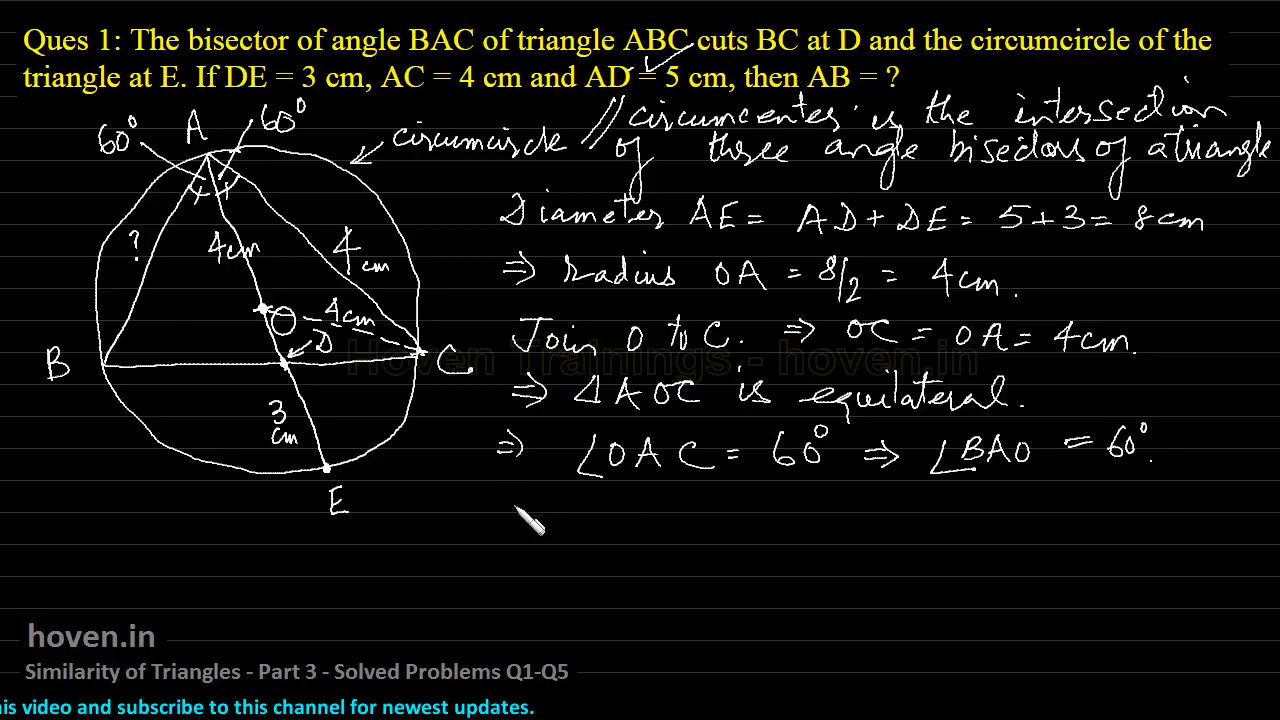 Ques 1: The bisector of angle BAC of triangle ABC cuts BC at D and the circumcircle of the
triangle at E. If DE = 3 cm, AC = 4 cm and AD = 5 cm, then AB = ?
60° A 60°
circumcircle // circumcenter is the intersection
of three angle bisectors of a triangle
Diameter AE = AD + DE = 5 + 3 = 8 cm
? 4cm 4 cm
⇒ radius OA = 8/2 = 4 cm.
O 4cm
D
Join O to C. ⇒ OC = OA = 4 cm.
B C
Hoven Trainings - hoven.in
⇒ △AOC is equilateral.
3 cm
⇒ ∠OAC = 60° ⇒ ∠BAO = 60°.
E
hoven.in
Similarity of Triangles - Part 3 - Solved Problems Q1-Q5
his video and subscribe to this channel for newest updates.